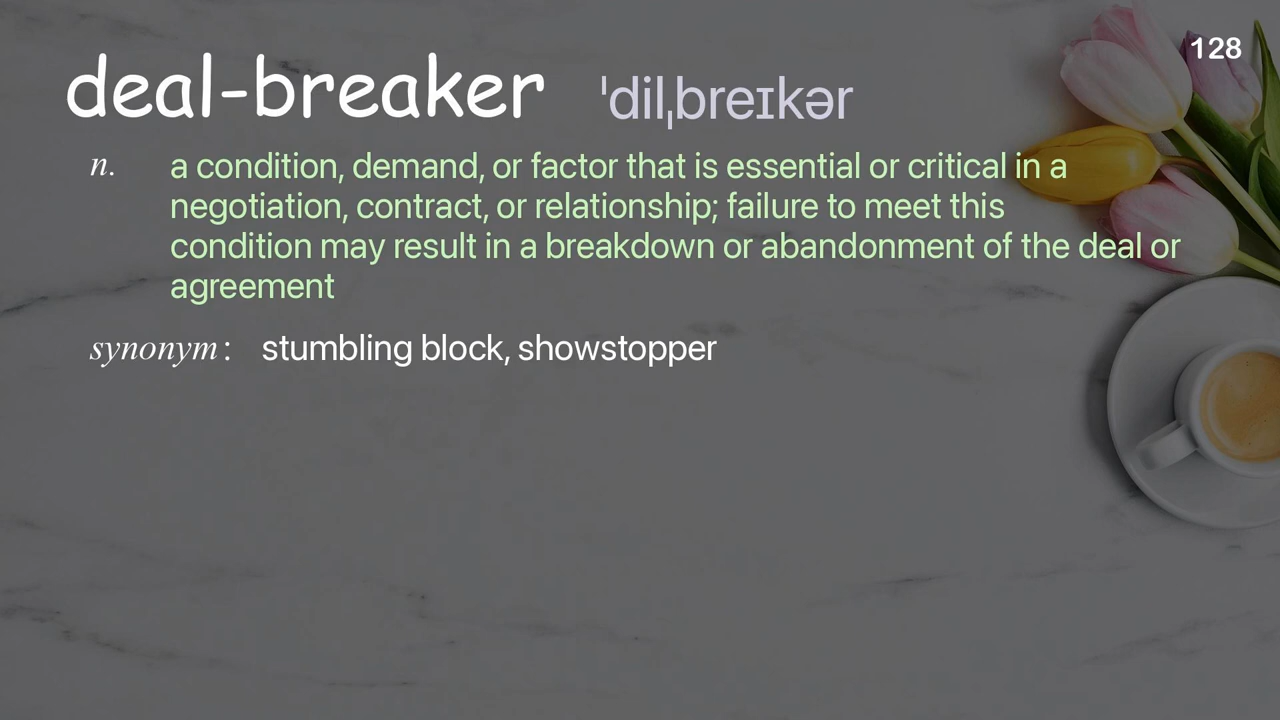 128
deal-breaker ˈdilˌbreɪkər
n. a condition, demand, or factor that is essential or critical in a
negotiation, contract, or relationship; failure to meet this
condition may result in a breakdown or abandonment of the deal or
agreement
synonym: stumbling block, showstopper